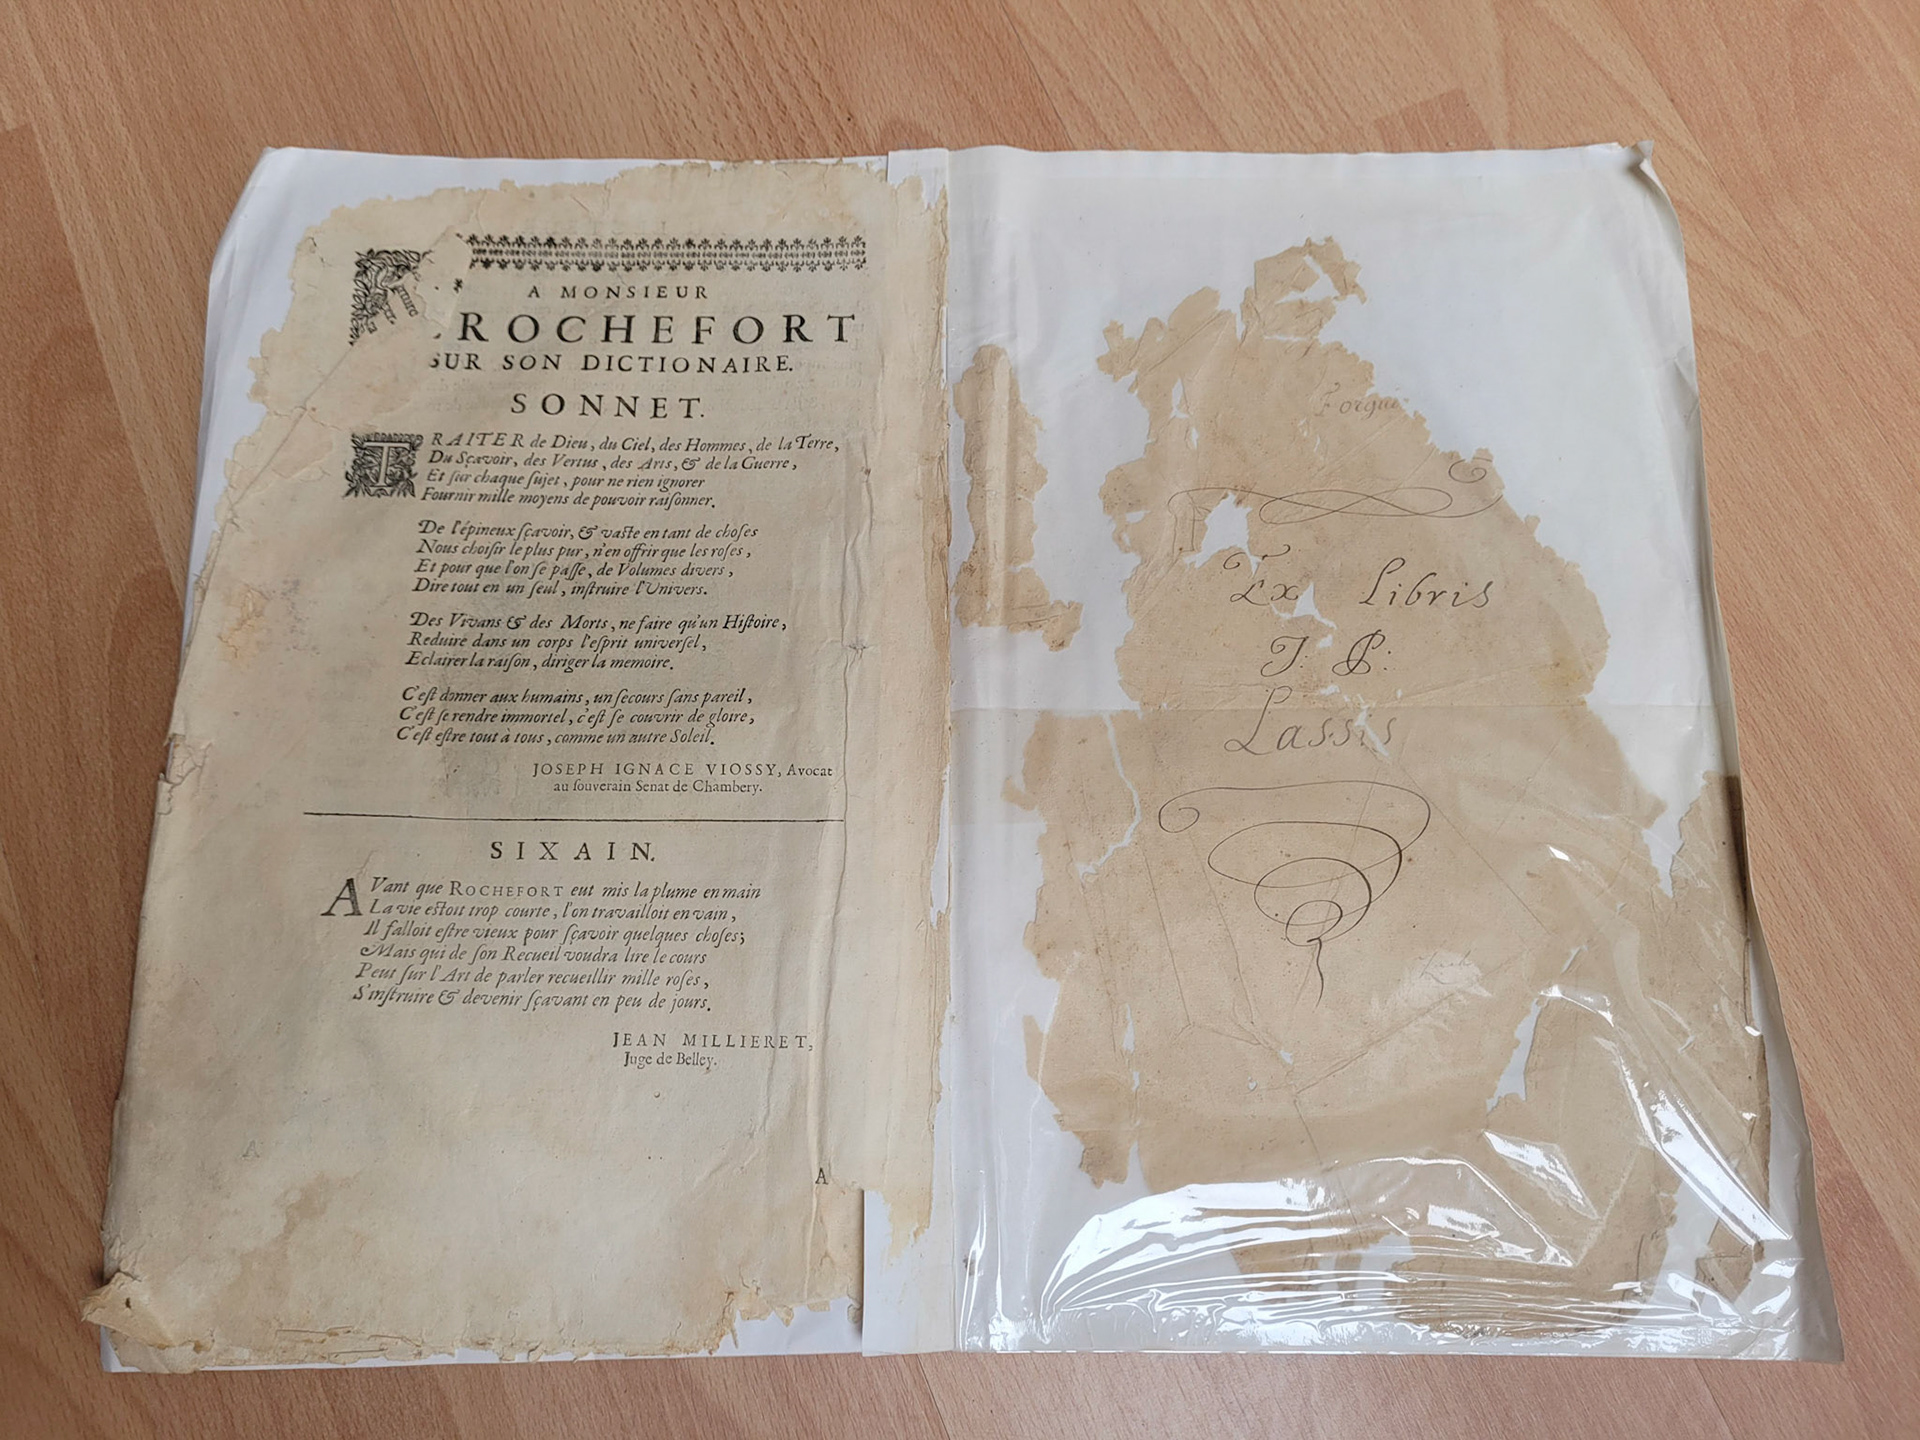 A MONSIEUR
ROCHEFORT
SUR SON DICTIONAIRE.
SONNET.
TRAITER de Dieu, du Ciel, des Hommes, de la Terre,
Du Sçavoir, des Vertus, des Arts, & de la Guerre,
Et ſur chaque ſujet, pour ne rien ignorer
Fournir mille moyens de pouvoir raiſonner.
De l'épineux ſçavoir, & vaſte en tant de choſes
Nous choiſir le plus pur, n'en offrir que les roſes,
Et pour que l'on ſe paſſe, de Volumes divers,
Dire tout en un ſeul, inſtruire l'Univers.
Des Vivans & des Morts, ne faire qu'un Hiſtoire,
Reduire dans un corps l'eſprit univerſel,
Eclairer la raiſon, diriger la memoire.
C'eſt donner aux humains, un ſecours ſans pareil,
C'eſt ſe rendre immortel, c'eſt ſe couvrir de gloire,
C'eſt eſtre tout à tous, comme un autre Soleil.
JOSEPH IGNACE VIOSSY, Avocat
au ſouverain Senat de Chambery.
SIXAIN.
AVant que ROCHEFORT eut mis la plume en main
La vie eſtoit trop courte, l'on travailloit en vain,
Il falloit eſtre vieux pour ſçavoir quelques choſes;
Mais qui de ſon Recueil voudra lire le cours
Peut ſur l'Art de parler recueillir mille roſes,
S'inſtruire & devenir ſçavant en peu de jours.
JEAN MILLIERET,
Juge de Belley.
A
Ex Libris
J: P:
Lassis